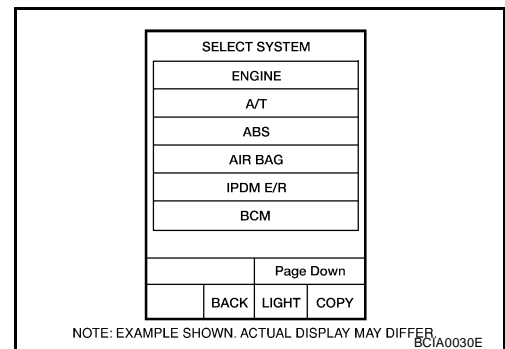 SELECT SYSTEM
ENGINE
A/T
ABS
AIR BAG
IPDM E/R
BCM
Page Down
BACK LIGHT COPY
NOTE: EXAMPLE SHOWN. ACTUAL DISPLAY MAY DIFFER.
BCIA0030E